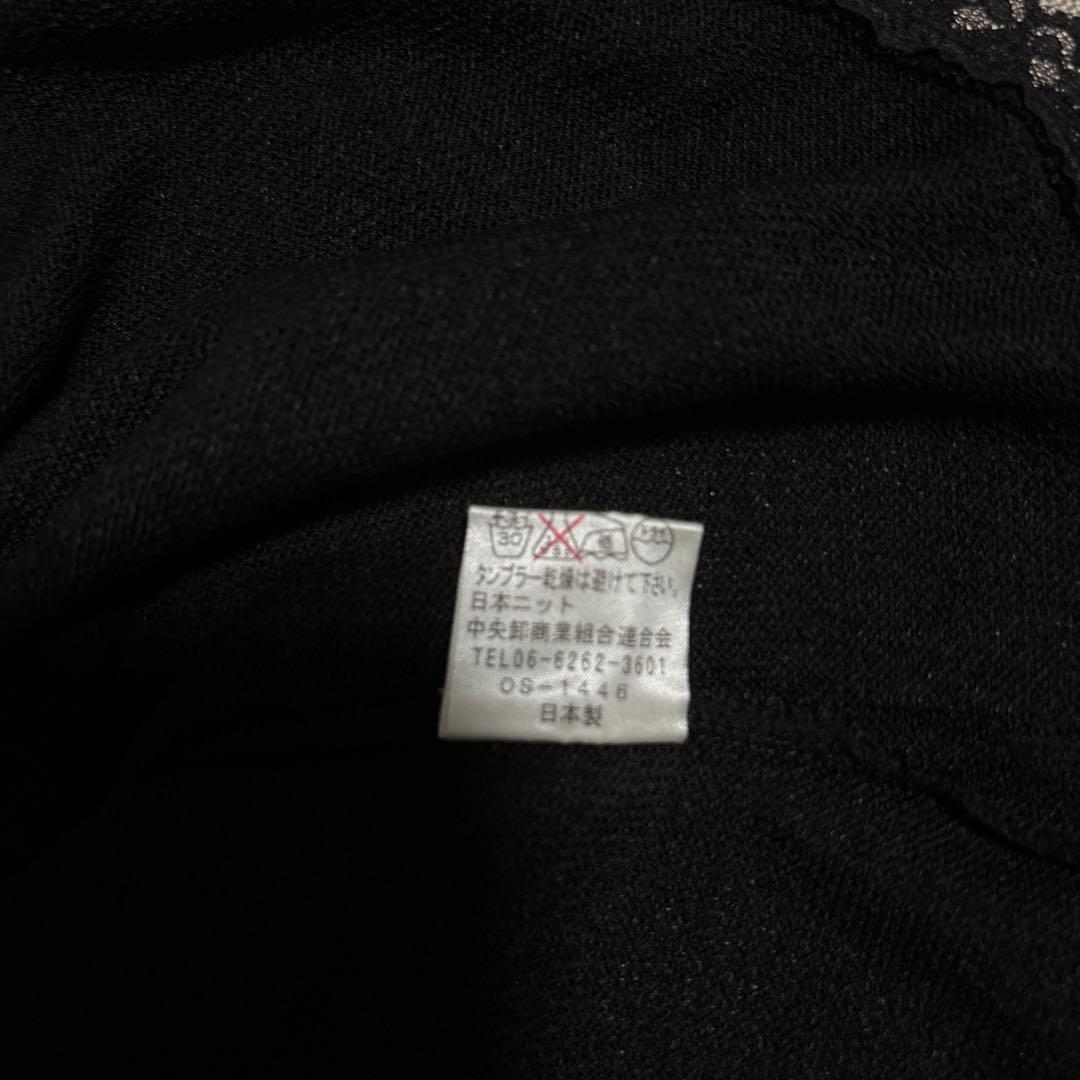 30
タンブラー乾燥は避けて下さい。
日本ニット
中央卸商業組合連合会
TEL06-6262-3601
OS-1446
日本製